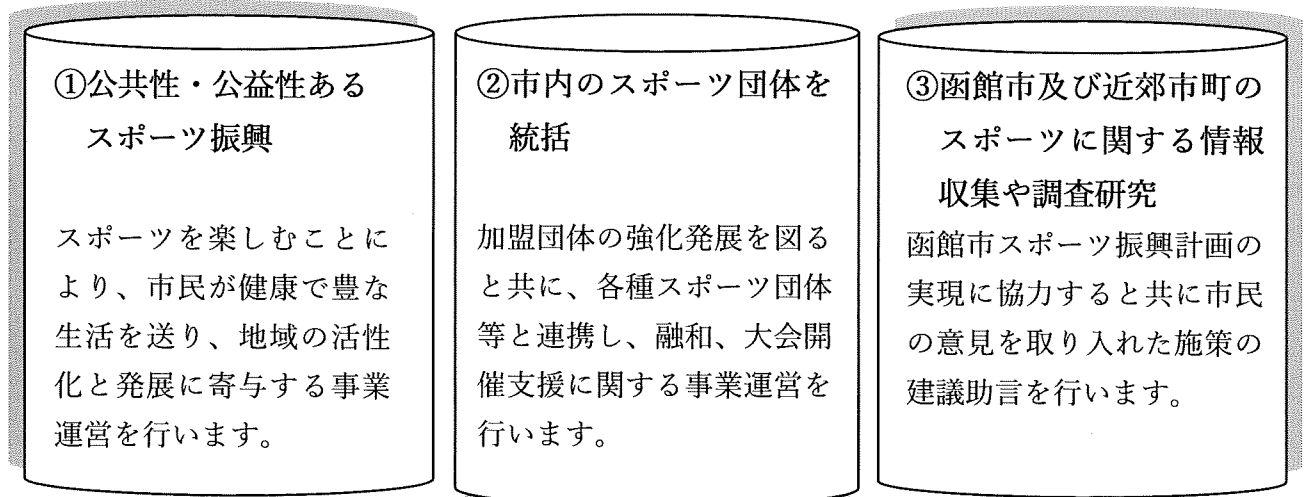 ①公共性・公益性ある
スポーツ振興
スポーツを楽しむことに
より、市民が健康で豊な
生活を送り、地域の活性
化と発展に寄与する事業
運営を行います。
②市内のスポーツ団体を
統括
加盟団体の強化発展を図る
と共に、各種スポーツ団体
等と連携し、融和、大会開
催支援に関する事業運営を
行います。
③函館市及び近郊市町の
スポーツに関する情報
収集や調査研究
函館市スポーツ振興計画の
実現に協力すると共に市民
の意見を取り入れた施策の
建議助言を行います。